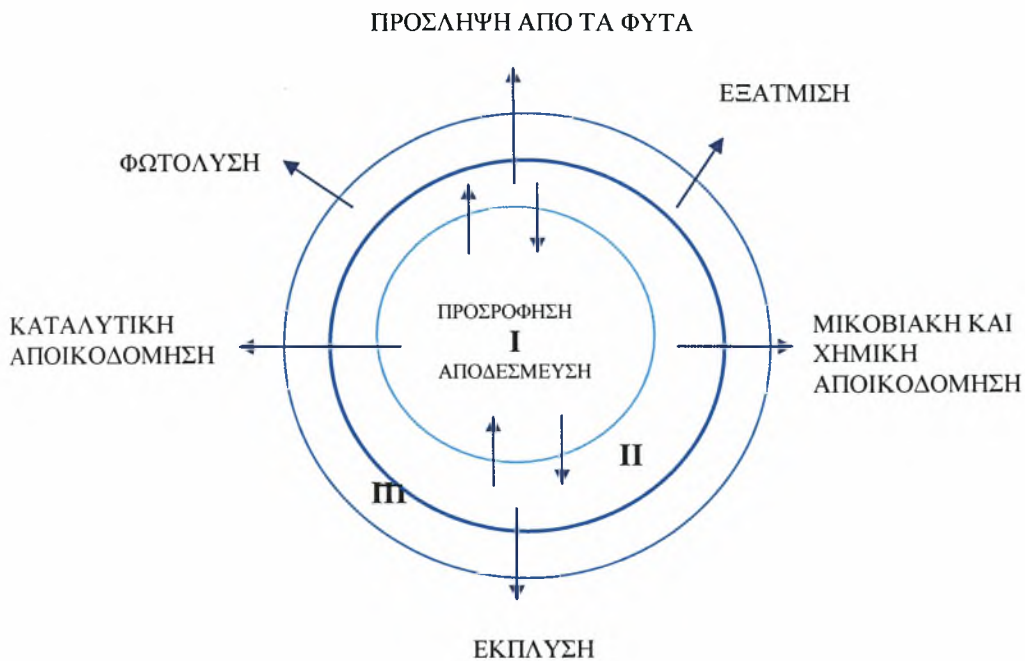 ΠΡΟΣΛΗΨΗ ΑΠΟ ΤΑ ΦΥΤΑ
ΕΞΑΤΜΙΣΗ
ΦΩΤΟΛΥΣΗ
ΠΡΟΣΡΟΦΗΣΗ
I
ΑΠΟΔΕΣΜΕΥΣΗ
ΚΑΤΑΛΥΤΙΚΗ
ΑΠΟΙΚΟΔΟΜΗΣΗ
ΜΙΚΟΒΙΑΚΗ ΚΑΙ
ΧΗΜΙΚΗ
ΑΠΟΙΚΟΔΟΜΗΣΗ
II
III
ΕΚΠΛΥΣΗ